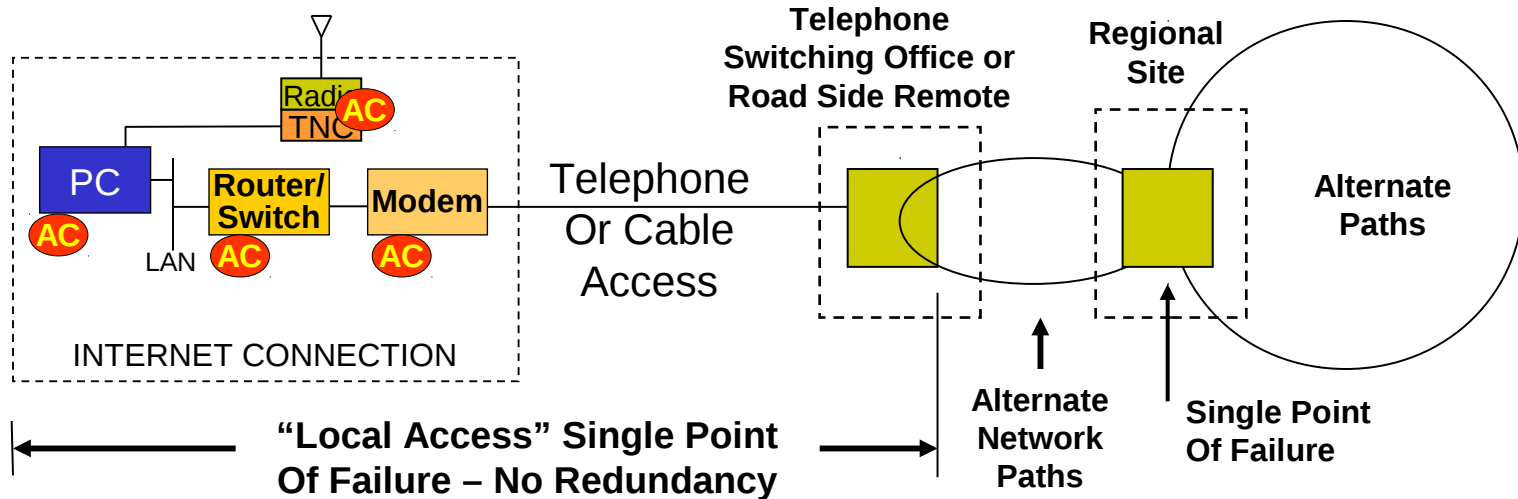 Telephone
Switching Office or
Road Side Remote
Regional
Site
Radio
AC
TNC
PC
AC
LAN
Router/
Switch
AC
Modem
AC
Telephone
Or Cable
Access
Alternate
Paths
INTERNET CONNECTION
“Local Access” Single Point
Of Failure – No Redundancy
Alternate
Network
Paths
Single Point
Of Failure